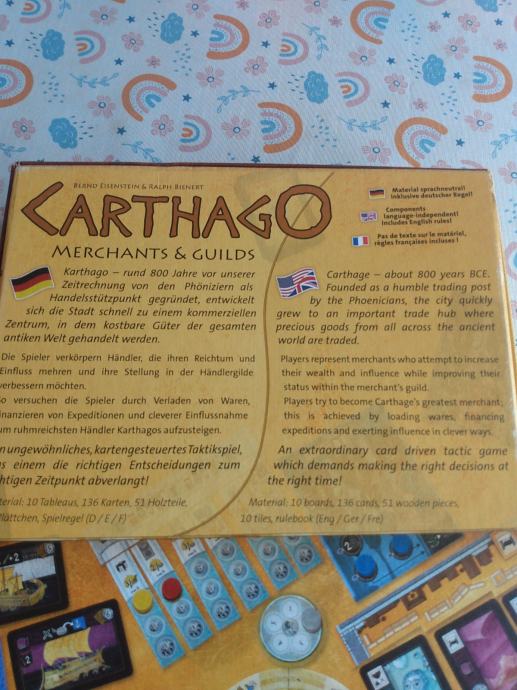 BERND EISENSTEIN & RALPH BIENERT
CARTHAGO
MERCHANTS & GUILDS
Material sprachneutral!
inklusive deutscher Regel!
Components
language-independent!
Includes English rules!
Pas de texte sur le matériel,
règles françaises incluses !
Karthago – rund 800 Jahre vor unserer
Zeitrechnung von den Phöniziern als
Handelsstützpunkt gegründet, entwickelt
sich die Stadt schnell zu einem kommerziellen
Zentrum, in dem kostbare Güter der gesamten
antiken Welt gehandelt werden.
Die Spieler verkörpern Händler, die ihren Reichtum und
Einfluss mehren und ihre Stellung in der Händlergilde
verbessern möchten.
o versuchen die Spieler durch Verladen von Waren,
inanzieren von Expeditionen und cleverer Einflussnahme
um ruhmreichsten Händler Karthagos aufzusteigen.
n ungewöhnliches, kartengesteuertes Taktikspiel,
s einem die richtigen Entscheidungen zum
htigen Zeitpunkt abverlangt!
terial: 10 Tableaus, 136 Karten, 51 Holzteile,
lättchen, Spielregel (D / E / F)
Carthage – about 800 years BCE.
Founded as a humble trading post
by the Phoenicians, the city quickly
grew to an important trade hub where
precious goods from all across the ancient
world are traded.
Players represent merchants who attempt to increase
their wealth and influence while improving their
status within the merchant's guild.
Players try to become Carthage's greatest merchant;
this is achieved by loading wares, financing
expeditions and exerting influence in clever ways.
An extraordinary card driven tactic game
which demands making the right decisions at
the right time!
Material: 10 boards, 136 cards, 51 wooden pieces,
10 tiles, rulebook (Eng / Ger / Fre)